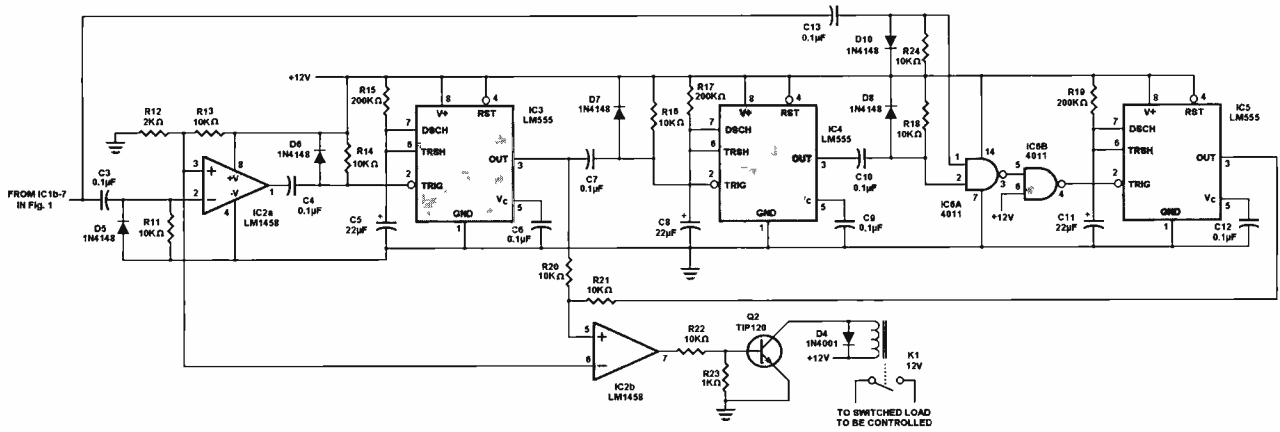 C13
0.1µF
D10
1N4148
R24
10KΩ
+12V
R12
2KΩ
R13
10KΩ
R15
200KΩ
8
V+
4
RST
IC3
LM555
D7
1N4148
R16
10KΩ
R17
200KΩ
8
V+
4
RST
IC4
LM555
D8
1N4148
R18
10KΩ
R19
200KΩ
8
V+
4
RST
IC5
LM555
7
DSCH
6
TRSH
OUT
3
2
TRIG
VC
5
GND
1
7
DSCH
6
TRSH
OUT
3
2
TRIG
5
GND
1
7
DSCH
6
TRSH
OUT
3
2
TRIG
VC
5
GND
1
D6
1N4148
R14
10KΩ
3
+
8
+V
2
–
-V
4
1
IC2a
LM1458
C3
0.1µF
FROM IC1b-7
IN Fig. 1
D5
1N4148
R11
10KΩ
C4
0.1µF
C5
22µF
+
C6
0.1µF
C7
0.1µF
C8
22µF
+
C9
0.1µF
C10
0.1µF
1
2
14
3
7
IC6A
4011
IC6B
4011
5
6
4
+12V
C11
22µF
+
C12
0.1µF
R20
10KΩ
R21
10KΩ
5
+
6
–
7
IC2b
LM1458
R22
10KΩ
R23
1KΩ
Q2
TIP120
D4
1N4001
+12V
K1
12V
TO SWITCHED LOAD
TO BE CONTROLLED